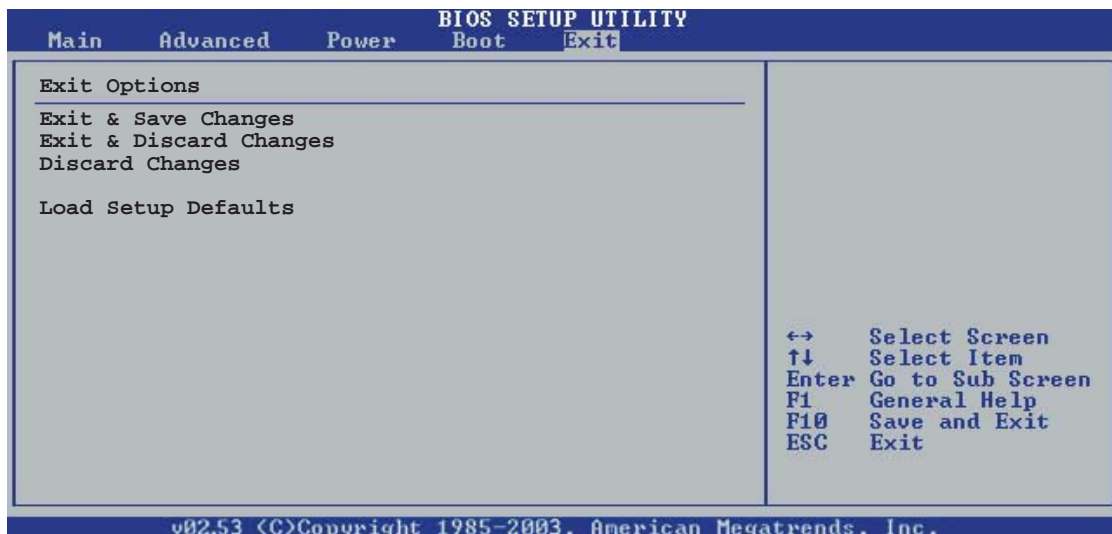 BIOS SETUP UTILITY
Main Advanced Power Boot Exit
Exit Options
Exit & Save Changes
Exit & Discard Changes
Discard Changes
Load Setup Defaults
←→ Select Screen
↑↓ Select Item
Enter Go to Sub Screen
F1 General Help
F10 Save and Exit
ESC Exit
v02.53 (C)Copyright 1985-2003, American Megatrends, Inc.